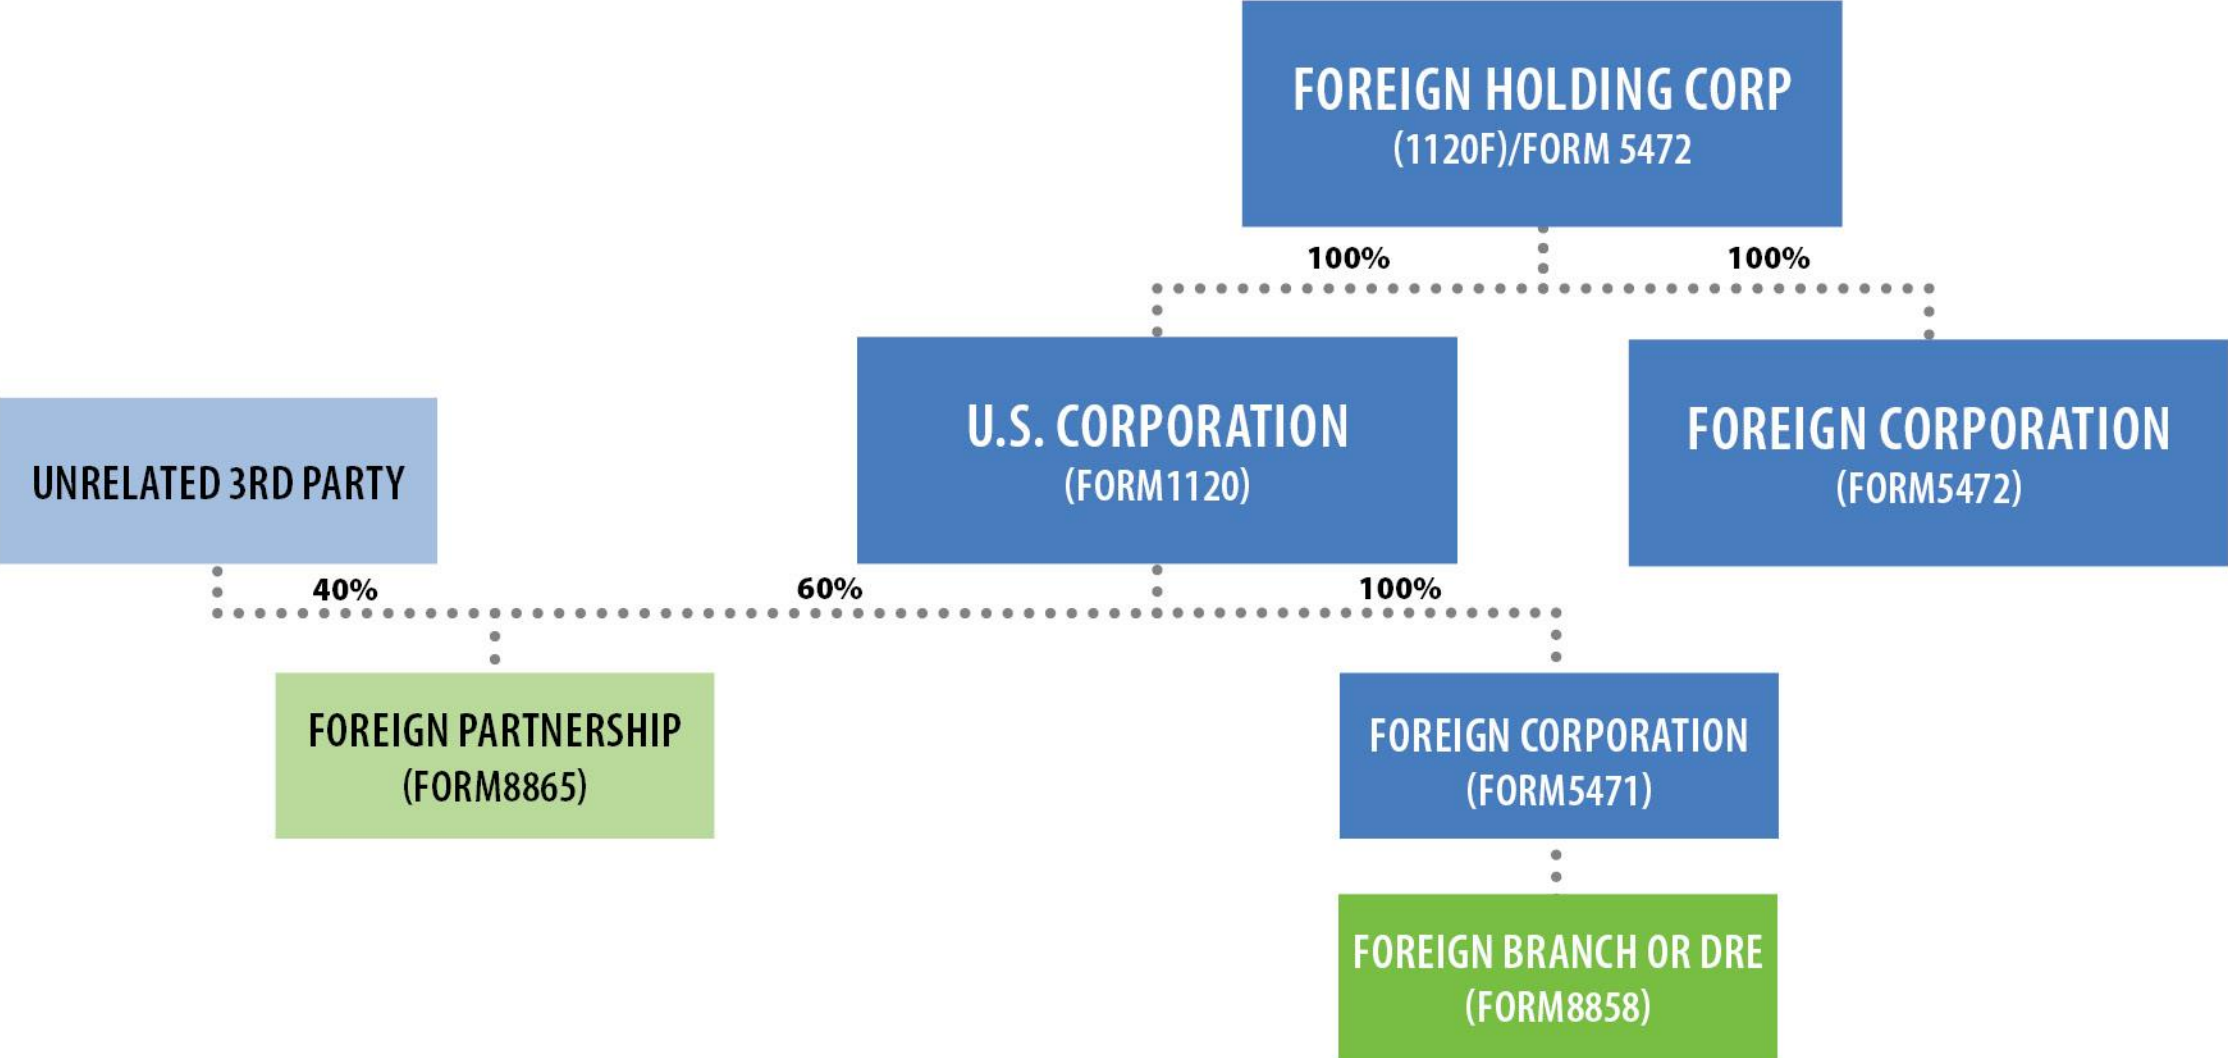 FOREIGN HOLDING CORP
(1120F)/FORM 5472
100%
100%
U.S. CORPORATION
(FORM1120)
FOREIGN CORPORATION
(FORM5472)
UNRELATED 3RD PARTY
40%
60%
100%
FOREIGN PARTNERSHIP
(FORM8865)
FOREIGN CORPORATION
(FORM5471)
FOREIGN BRANCH OR DRE
(FORM8858)